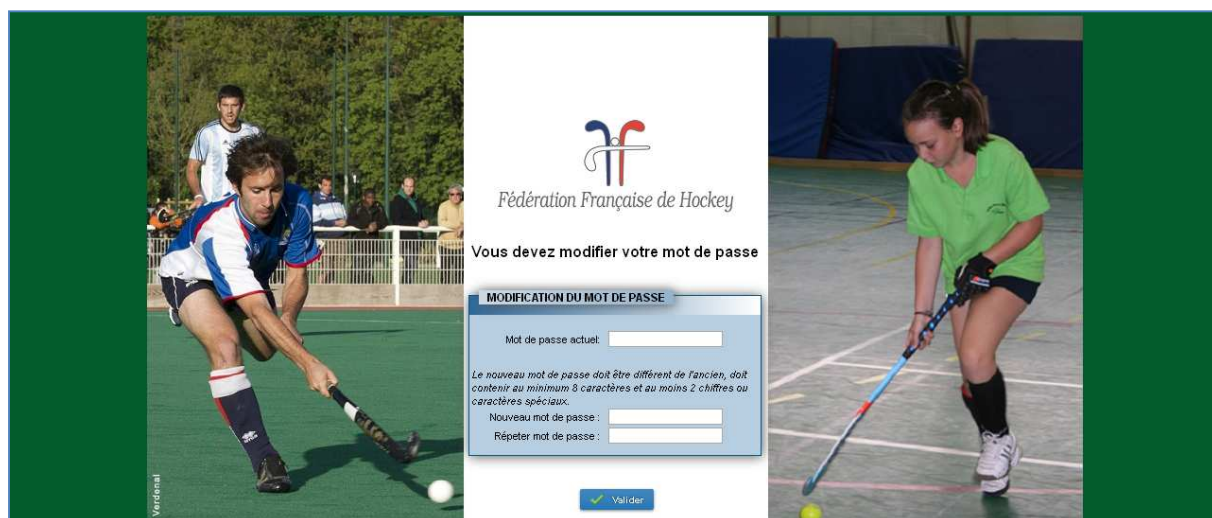 Fédération Française de Hockey
Vous devez modifier votre mot de passe
MODIFICATION DU MOT DE PASSE
Mot de passe actuel:
Le nouveau mot de passe doit être différent de l'ancien, doit
contenir au minimum 8 caractères et au moins 2 chiffres ou
caractères spéciaux.
Nouveau mot de passe :
Répeter mot de passe :
Valider
Verdenal